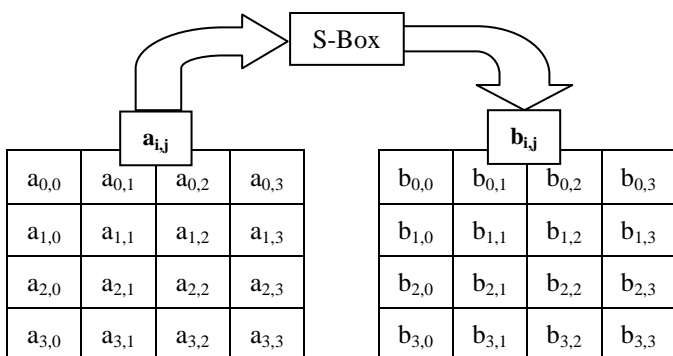 S-Box
a_{i,j} b_{i,j}
a_{0,0} a_{0,1} a_{0,2} a_{0,3} b_{0,0} b_{0,1} b_{0,2} b_{0,3}
a_{1,0} a_{1,1} a_{1,2} a_{1,3} b_{1,0} b_{1,1} b_{1,2} b_{1,3}
a_{2,0} a_{2,1} a_{2,2} a_{2,3} b_{2,0} b_{2,1} b_{2,2} b_{2,3}
a_{3,0} a_{3,1} a_{3,2} a_{3,3} b_{3,0} b_{3,1} b_{3,2} b_{3,3}